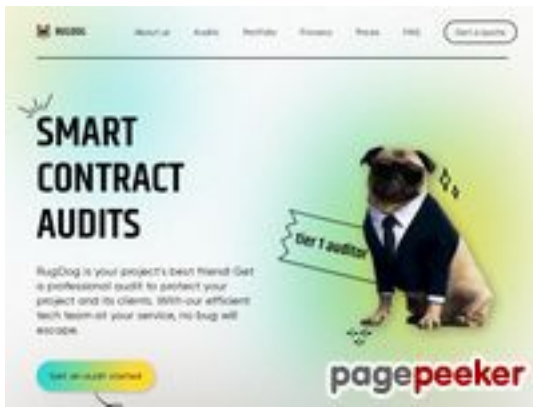 RUGDOG
About us Audits Portfolio Process Prices FAQ Get a quote
SMART
CONTRACT
AUDITS
tier 1 auditor
RugDog is your project's best friend! Get
a professional audit to protect your
project and its clients. With our efficient
tech team at your service, no bug will
escape.
Get an audit started
pagepeeker